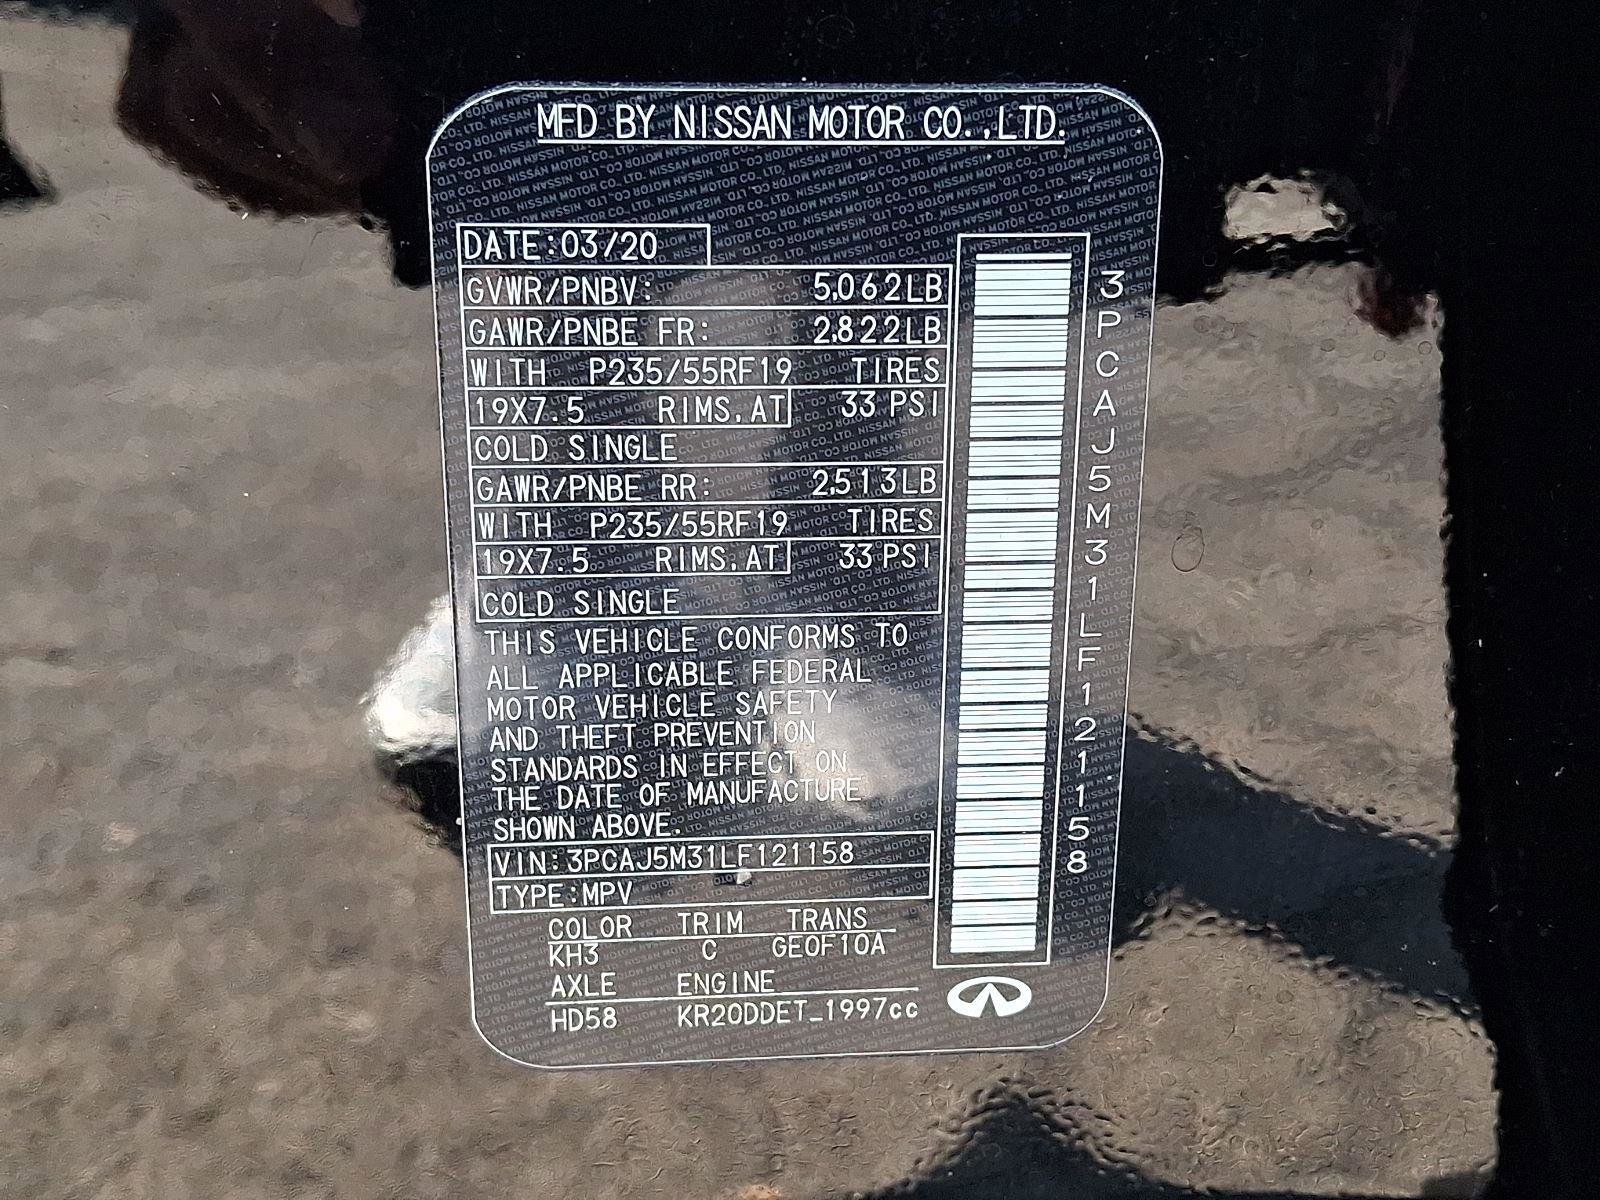 MFD BY NISSAN MOTOR CO.,LTD.
DATE:03/20
GVWR/PNBV: 5,062LB
GAWR/PNBE FR: 2,822LB
WITH P235/55RF19 TIRES
19X7.5 RIMS,AT 33 PSI
COLD SINGLE
GAWR/PNBE RR: 2,513LB
WITH P235/55RF19 TIRES
19X7.5 RIMS,AT 33 PSI
COLD SINGLE
THIS VEHICLE CONFORMS TO
ALL APPLICABLE FEDERAL
MOTOR VEHICLE SAFETY
AND THEFT PREVENTION
STANDARDS IN EFFECT ON
THE DATE OF MANUFACTURE
SHOWN ABOVE.
VIN:3PCAJ5M31LF121158
TYPE:MPV
COLOR TRIM TRANS
KH3 C GE0F10A
AXLE ENGINE
HD58 KR20DDET_1997cc
3PCAJ5M31LF121158